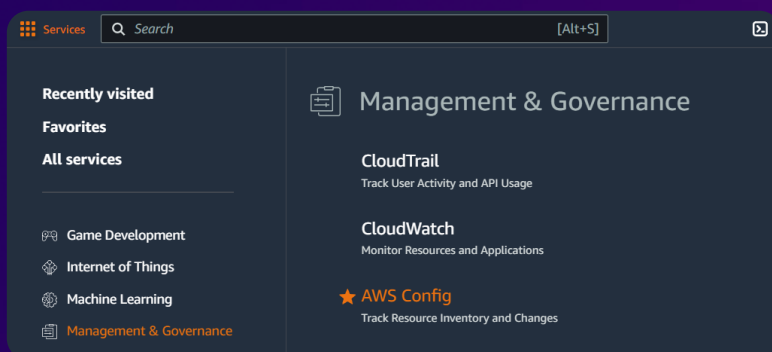 Services
Search [Alt+S]
Recently visited
Favorites
All services
Game Development
Internet of Things
Machine Learning
Management & Governance
Management & Governance
CloudTrail
Track User Activity and API Usage
CloudWatch
Monitor Resources and Applications
AWS Config
Track Resource Inventory and Changes